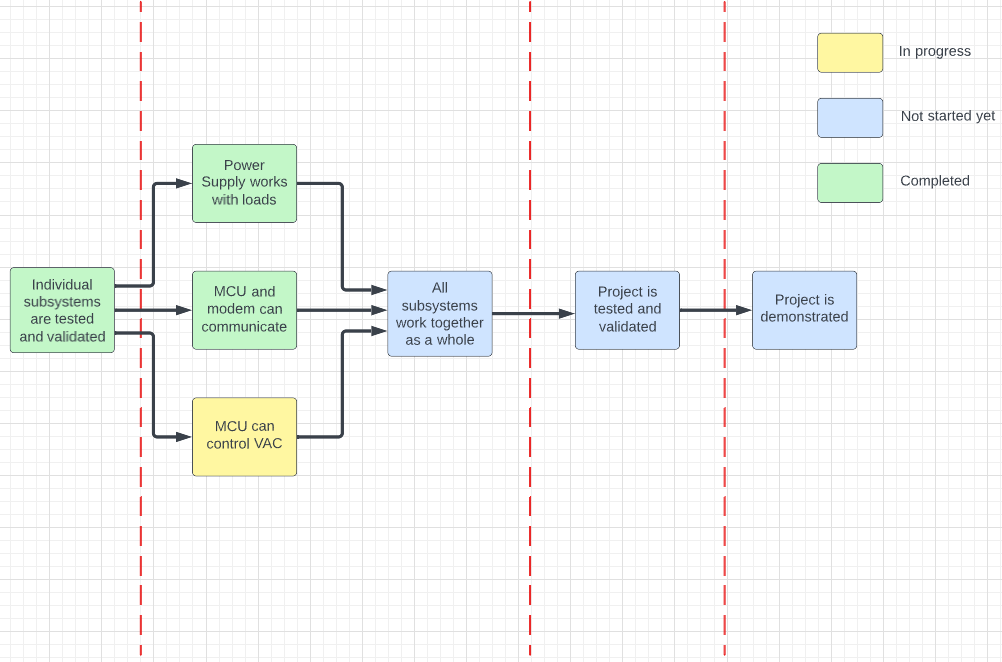 In progress
Not started yet
Completed
Power
Supply works
with loads
Individual
subsystems
are tested
and validated
MCU and
modem can
communicate
MCU can
control VAC
All
subsystems
work together
as a whole
Project is
tested and
validated
Project is
demonstrated